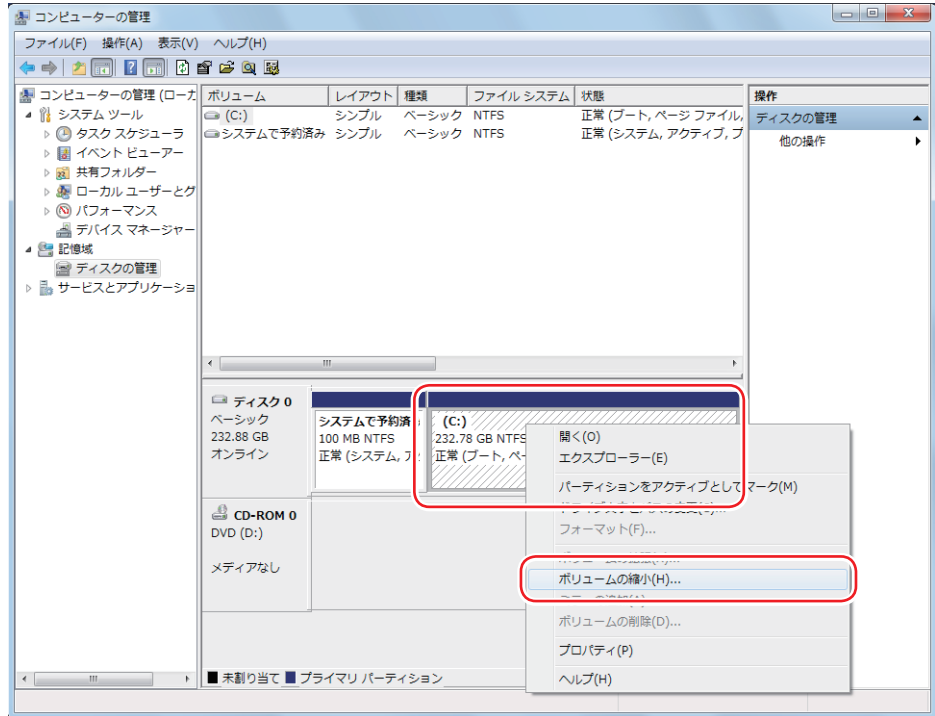 コンピューターの管理
ファイル(F) 操作(A) 表示(V) ヘルプ(H)
コンピューターの管理 (ローカ
システム ツール
タスク スケジューラ
イベント ビューアー
共有フォルダー
ローカル ユーザーとグ
パフォーマンス
デバイス マネージャー
記憶域
ディスクの管理
サービスとアプリケーショ
ボリューム レイアウト 種類 ファイル システム 状態
(C:) シンプル ベーシック NTFS 正常 (ブート, ページ ファイル,
システムで予約済み シンプル ベーシック NTFS 正常 (システム, アクティブ, プ
操作
ディスクの管理
他の操作
ディスク 0
ベーシック
232.88 GB
オンライン
システムで予約済
100 MB NTFS
正常 (システム,
(C:)
232.78 GB NTFS
正常 (ブート, ペー
CD-ROM 0
DVD (D:)
メディアなし
開く(O)
エクスプローラー(E)
パーティションをアクティブとしてマーク(M)
フォーマット(F)...
ボリュームの縮小(H)...
ボリュームの削除(D)...
プロパティ(P)
ヘルプ(H)
未割り当て プライマリ パーティション